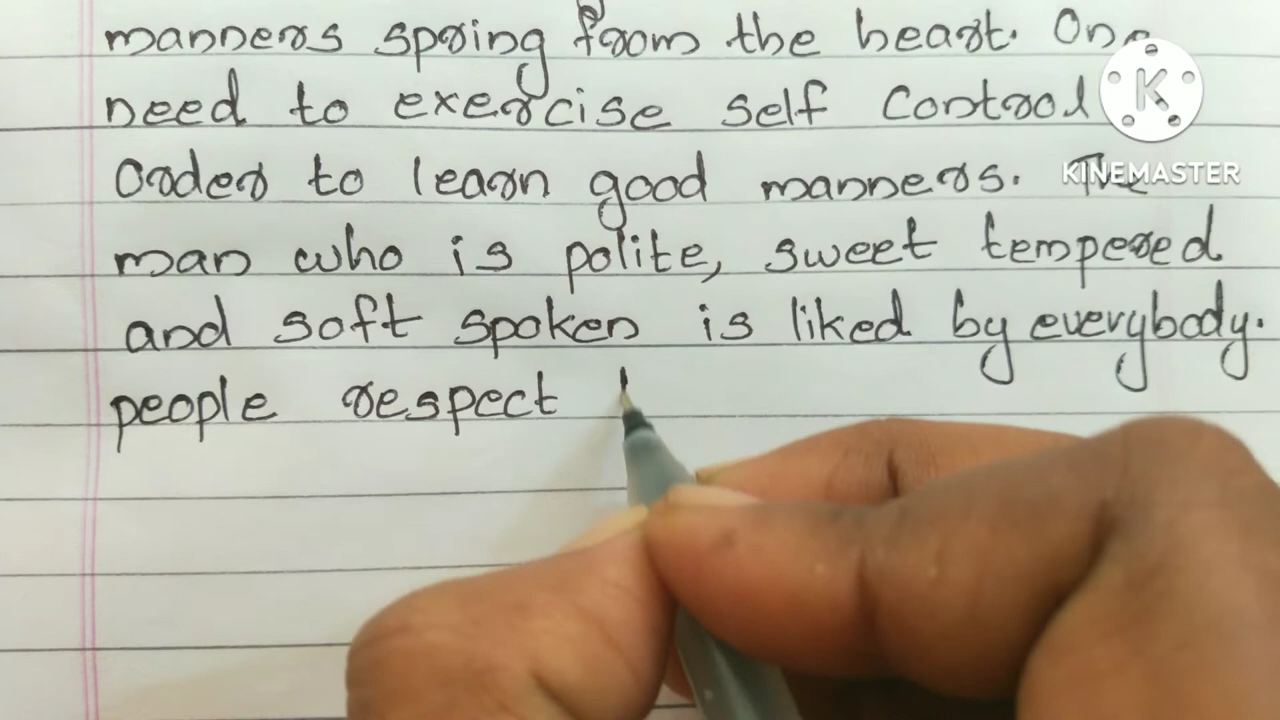 manners spring from the heart. One
need to exercise self control
Order to learn good manners. The
man who is polite, sweet tempered
and soft spoken is liked by everybody.
people respect
K
KINEMASTER